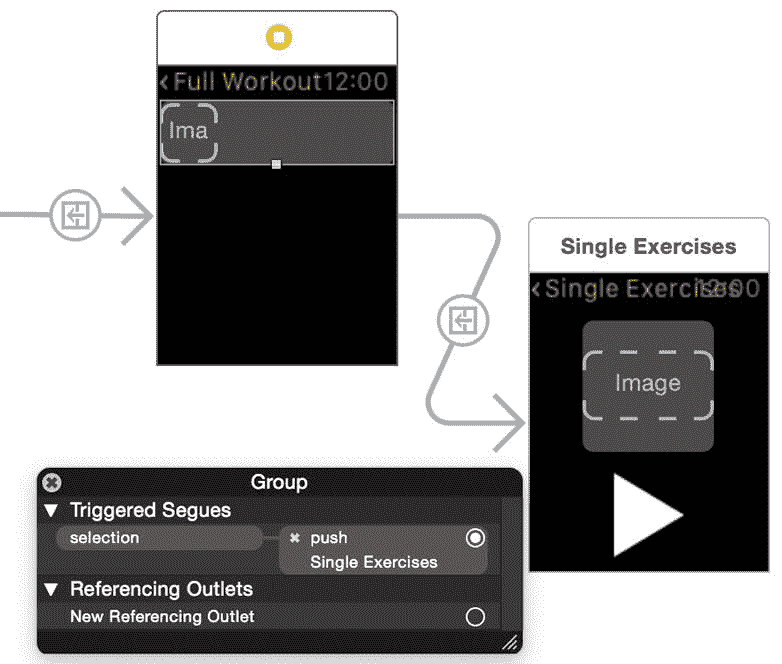 < Full Workout 12:00
Ima
Single Exercises
< Single Exercises 12:00
Image
Group
Triggered Segues
selection
push
Single Exercises
Referencing Outlets
New Referencing Outlet